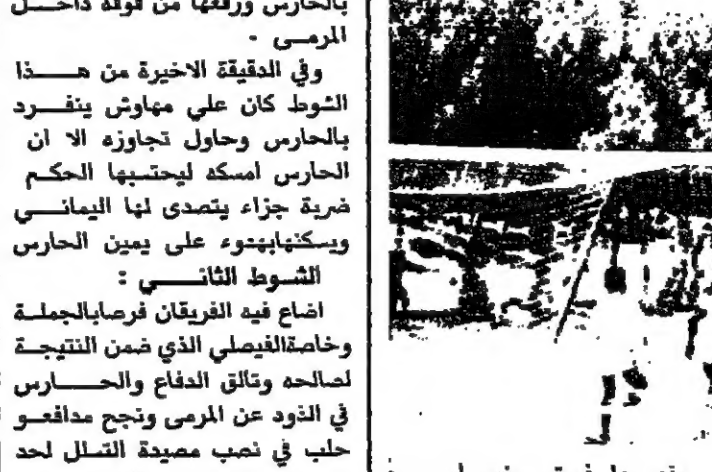 بالحارس ورفعها من فوقه داخل
المرمى -
وفي الدقيقة الاخيرة من هذا
الشوط كان علي مهاوش ينفرد
بالحارس وحاول تجاوزه الا ان
الحارس امسكه ليحتسبها الحكم
ضربة جزاء يتصدى لها اليماني
ويسكنهابهدوء على يمين الحارس
الشوط الثاني :
اضاع فيه الفريقان فرصابالجملة
وخاصةالفيصلي الذي ضمن النتيجة
لصالحه وتالق الدفاع والحارس
في الذود عن المرمى ونجح مدافعو
حلب في نصب مصيدة التسلل لحد